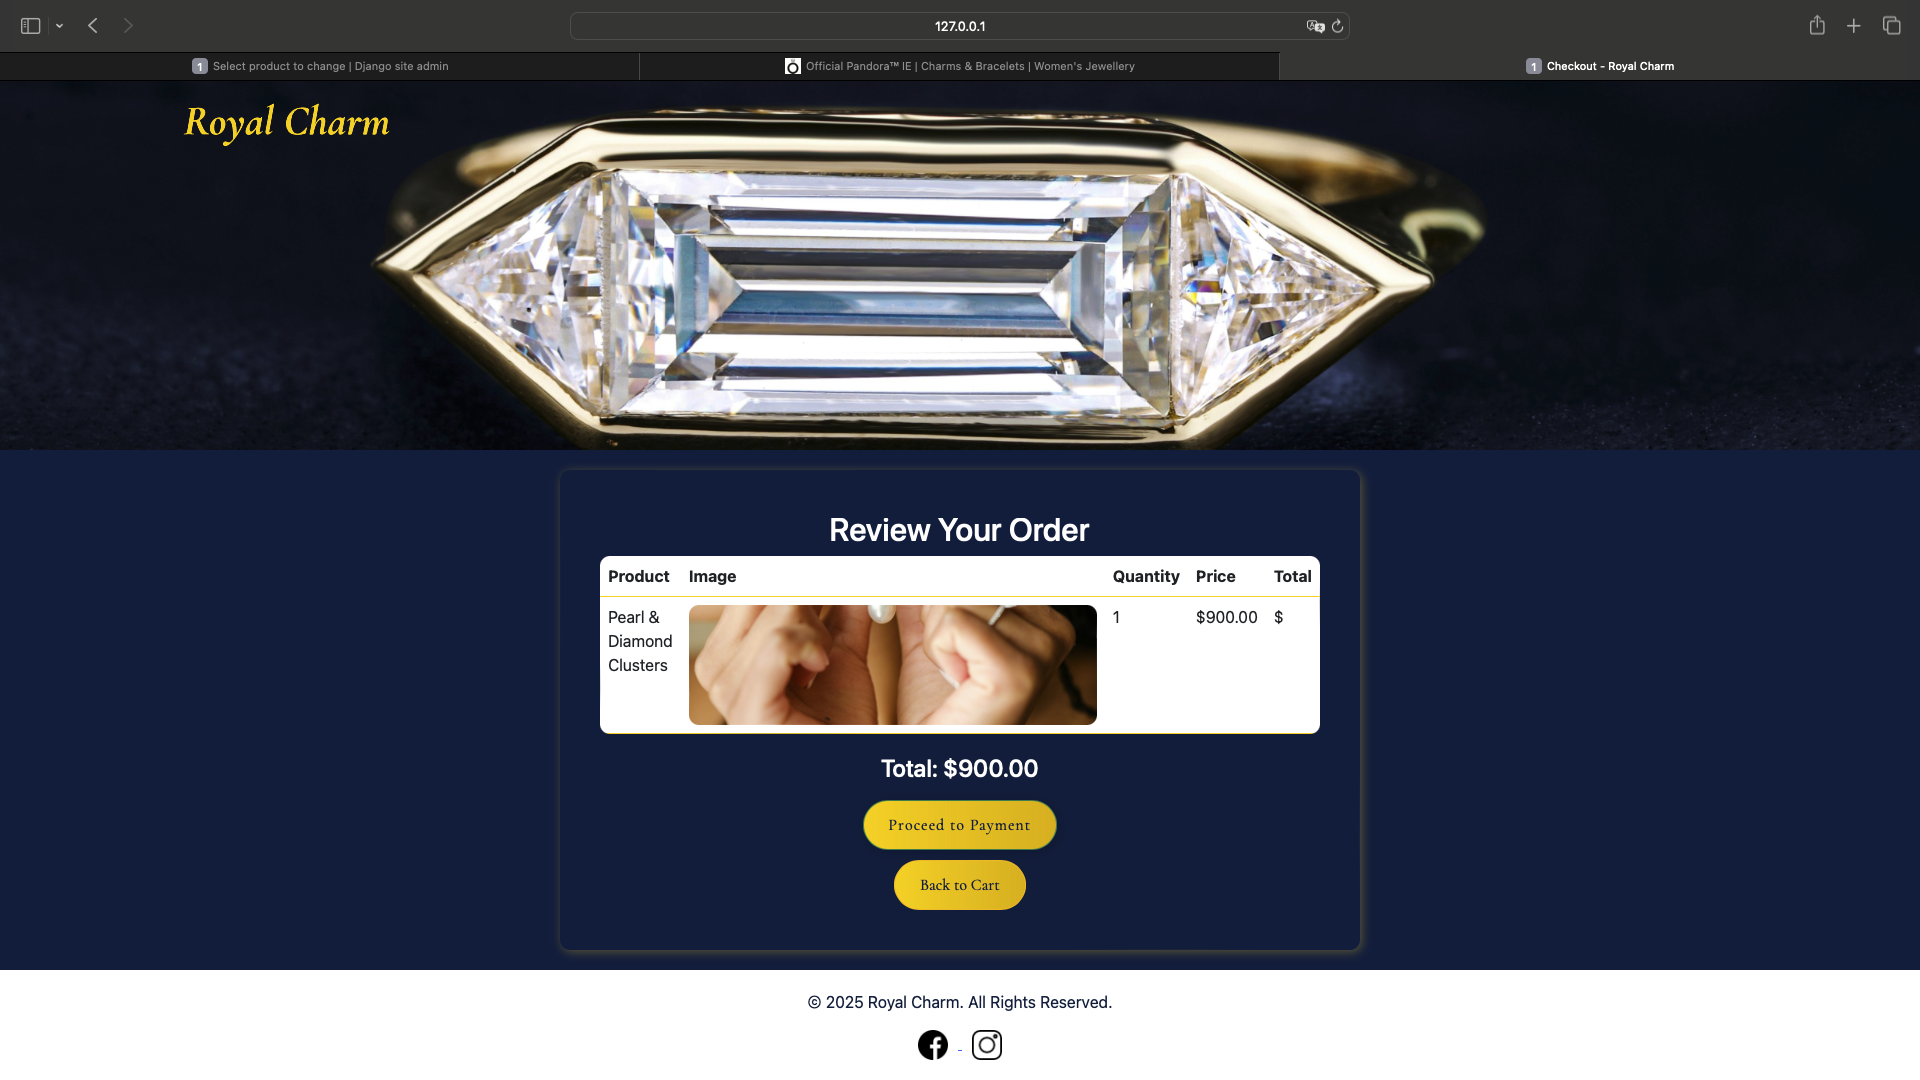 127.0.0.1
1 Select product to change | Django site admin
Official Pandora™ IE | Charms & Bracelets | Women's Jewellery
1 Checkout - Royal Charm
Royal Charm
Review Your Order
Product Image Quantity Price Total
Pearl & 1 $900.00 $
Diamond
Clusters
Total: $900.00
Proceed to Payment
Back to Cart
© 2025 Royal Charm. All Rights Reserved.